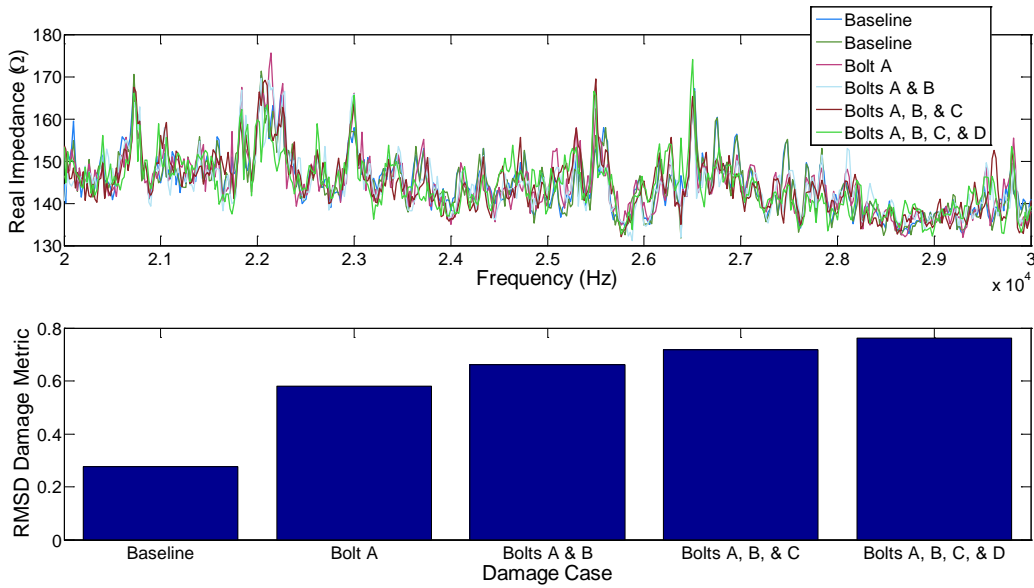 Real Impedance (Ω)
180
170
160
150
140
130
2
2.1
2.2
2.3
2.4
2.5
2.6
2.7
2.8
2.9
3
x 10⁴
Frequency (Hz)
Baseline
Baseline
Bolt A
Bolts A & B
Bolts A, B, & C
Bolts A, B, C, & D
RMSD Damage Metric
0.8
0.6
0.4
0.2
0
Baseline
Bolt A
Bolts A & B
Bolts A, B, & C
Bolts A, B, C, & D
Damage Case